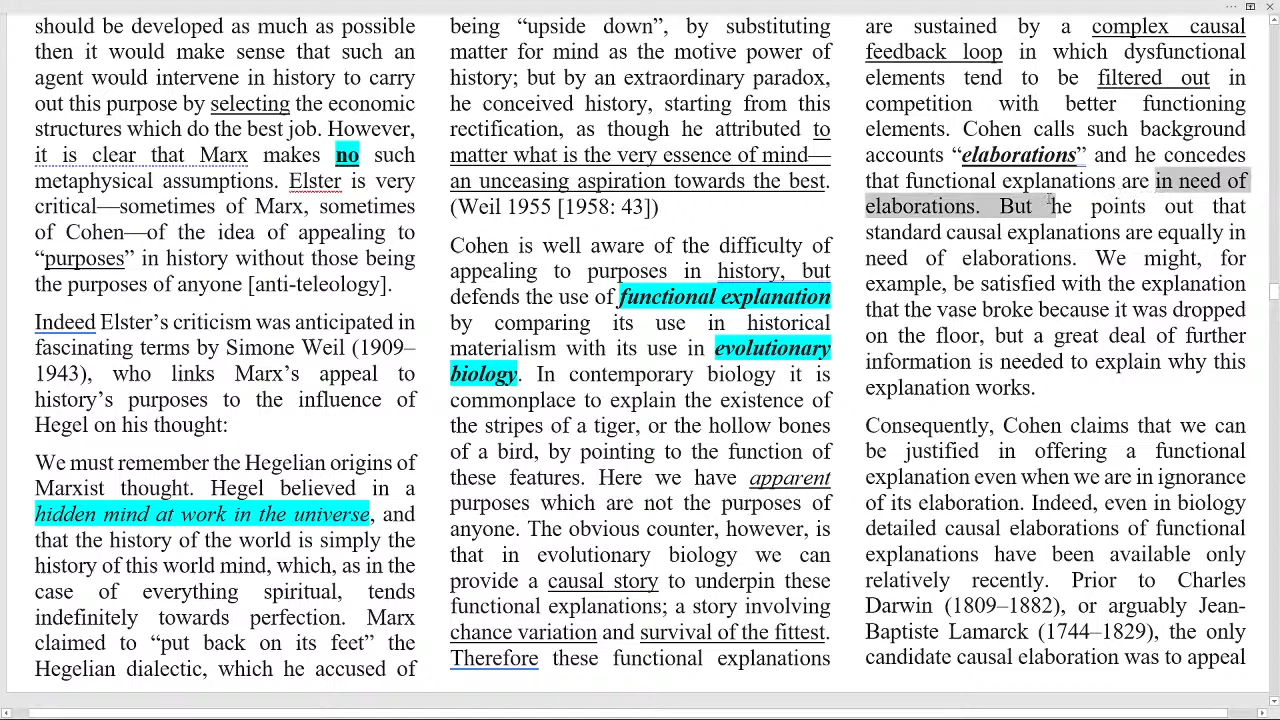 should be developed as much as possible
then it would make sense that such an
agent would intervene in history to carry
out this purpose by selecting the economic
structures which do the best job. However,
it is clear that Marx makes no such
metaphysical assumptions. Elster is very
critical—sometimes of Marx, sometimes
of Cohen—of the idea of appealing to
“purposes” in history without those being
the purposes of anyone [anti-teleology].
Indeed Elster’s criticism was anticipated in
fascinating terms by Simone Weil (1909–
1943), who links Marx’s appeal to
history’s purposes to the influence of
Hegel on his thought:
We must remember the Hegelian origins of
Marxist thought. Hegel believed in a
hidden mind at work in the universe, and
that the history of the world is simply the
history of this world mind, which, as in the
case of everything spiritual, tends
indefinitely towards perfection. Marx
claimed to “put back on its feet” the
Hegelian dialectic, which he accused of
being “upside down”, by substituting
matter for mind as the motive power of
history; but by an extraordinary paradox,
he conceived history, starting from this
rectification, as though he attributed to
matter what is the very essence of mind—
an unceasing aspiration towards the best.
(Weil 1955 [1958: 43])
Cohen is well aware of the difficulty of
appealing to purposes in history, but
defends the use of functional explanation
by comparing its use in historical
materialism with its use in evolutionary
biology. In contemporary biology it is
commonplace to explain the existence of
the stripes of a tiger, or the hollow bones
of a bird, by pointing to the function of
these features. Here we have apparent
purposes which are not the purposes of
anyone. The obvious counter, however, is
that in evolutionary biology we can
provide a causal story to underpin these
functional explanations; a story involving
chance variation and survival of the fittest.
Therefore these functional explanations
are sustained by a complex causal
feedback loop in which dysfunctional
elements tend to be filtered out in
competition with better functioning
elements. Cohen calls such background
accounts “elaborations” and he concedes
that functional explanations are in need of
elaborations. But he points out that
standard causal explanations are equally in
need of elaborations. We might, for
example, be satisfied with the explanation
that the vase broke because it was dropped
on the floor, but a great deal of further
information is needed to explain why this
explanation works.
Consequently, Cohen claims that we can
be justified in offering a functional
explanation even when we are in ignorance
of its elaboration. Indeed, even in biology
detailed causal elaborations of functional
explanations have been available only
relatively recently. Prior to Charles
Darwin (1809–1882), or arguably Jean-
Baptiste Lamarck (1744–1829), the only
candidate causal elaboration was to appeal